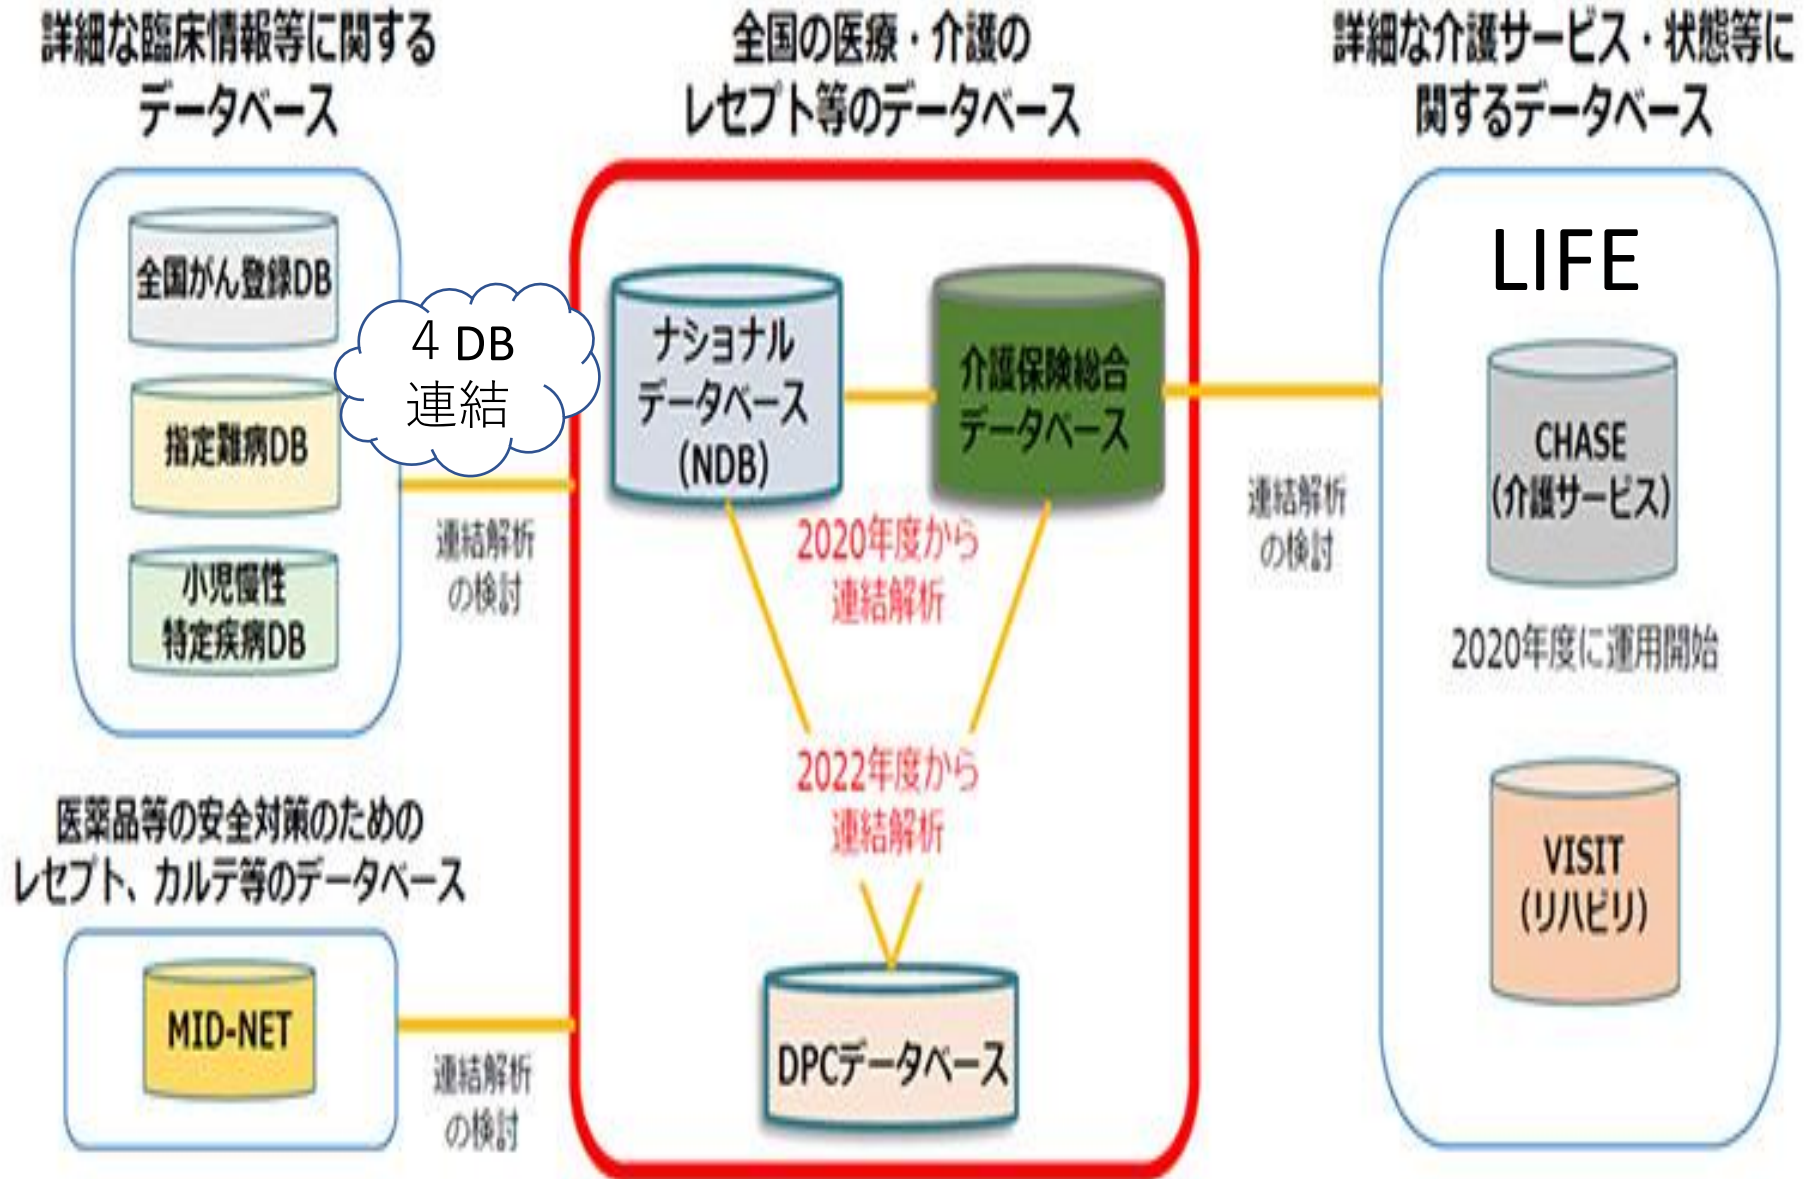 詳細な臨床情報等に関する
データベース
全国がん登録DB
指定難病DB
小児慢性
特定疾病DB
４DB
連結
連結解析
の検討
医薬品等の安全対策のための
レセプト、カルテ等のデータベース
MID-NET
連結解析
の検討
全国の医療・介護の
レセプト等のデータベース
ナショナル
データベース
(NDB)
介護保険総合
データベース
2020年度から
連結解析
2022年度から
連結解析
DPCデータベース
連結解析
の検討
詳細な介護サービス・状態等に
関するデータベース
LIFE
CHASE
(介護サービス)
2020年度に運用開始
VISIT
(リハビリ)